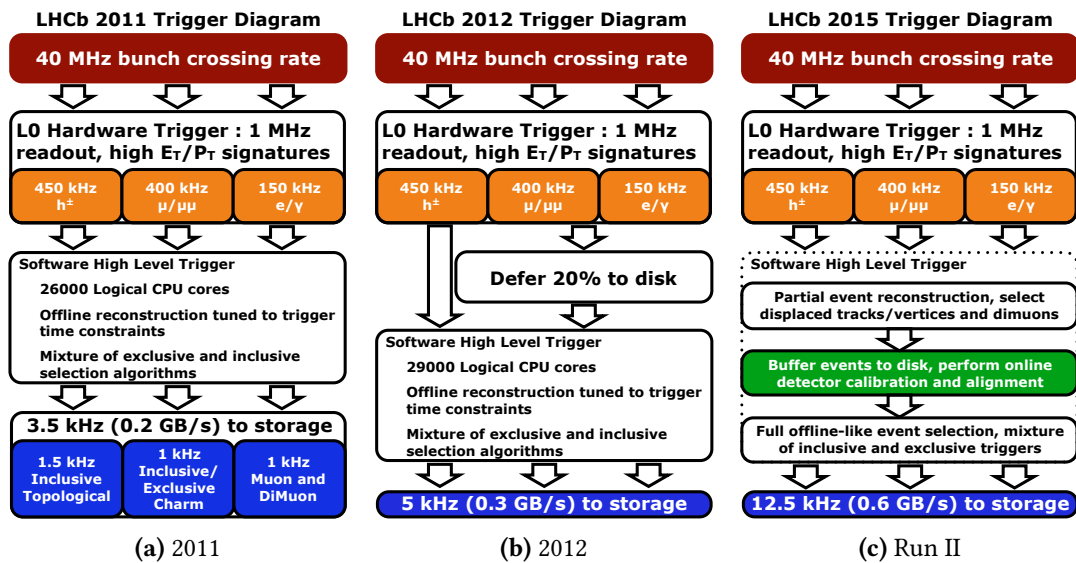 LHCb 2011 Trigger Diagram
40 MHz bunch crossing rate
L0 Hardware Trigger : 1 MHz
readout, high ET/PT signatures
450 kHz
h±
400 kHz
µ/µµ
150 kHz
e/γ
Software High Level Trigger
26000 Logical CPU cores
Offline reconstruction tuned to trigger
time constraints
Mixture of exclusive and inclusive
selection algorithms
3.5 kHz (0.2 GB/s) to storage
1.5 kHz
Inclusive
Topological
1 kHz
Inclusive/
Exclusive
Charm
1 kHz
Muon and
DiMuon
(a) 2011
LHCb 2012 Trigger Diagram
40 MHz bunch crossing rate
L0 Hardware Trigger : 1 MHz
readout, high ET/PT signatures
450 kHz
h±
400 kHz
µ/µµ
150 kHz
e/γ
Defer 20% to disk
Software High Level Trigger
29000 Logical CPU cores
Offline reconstruction tuned to trigger
time constraints
Mixture of exclusive and inclusive
selection algorithms
5 kHz (0.3 GB/s) to storage
(b) 2012
LHCb 2015 Trigger Diagram
40 MHz bunch crossing rate
L0 Hardware Trigger : 1 MHz
readout, high ET/PT signatures
450 kHz
h±
400 kHz
µ/µµ
150 kHz
e/γ
Software High Level Trigger
Partial event reconstruction, select
displaced tracks/vertices and dimuons
Buffer events to disk, perform online
detector calibration and alignment
Full offline-like event selection, mixture
of inclusive and exclusive triggers
12.5 kHz (0.6 GB/s) to storage
(c) Run II